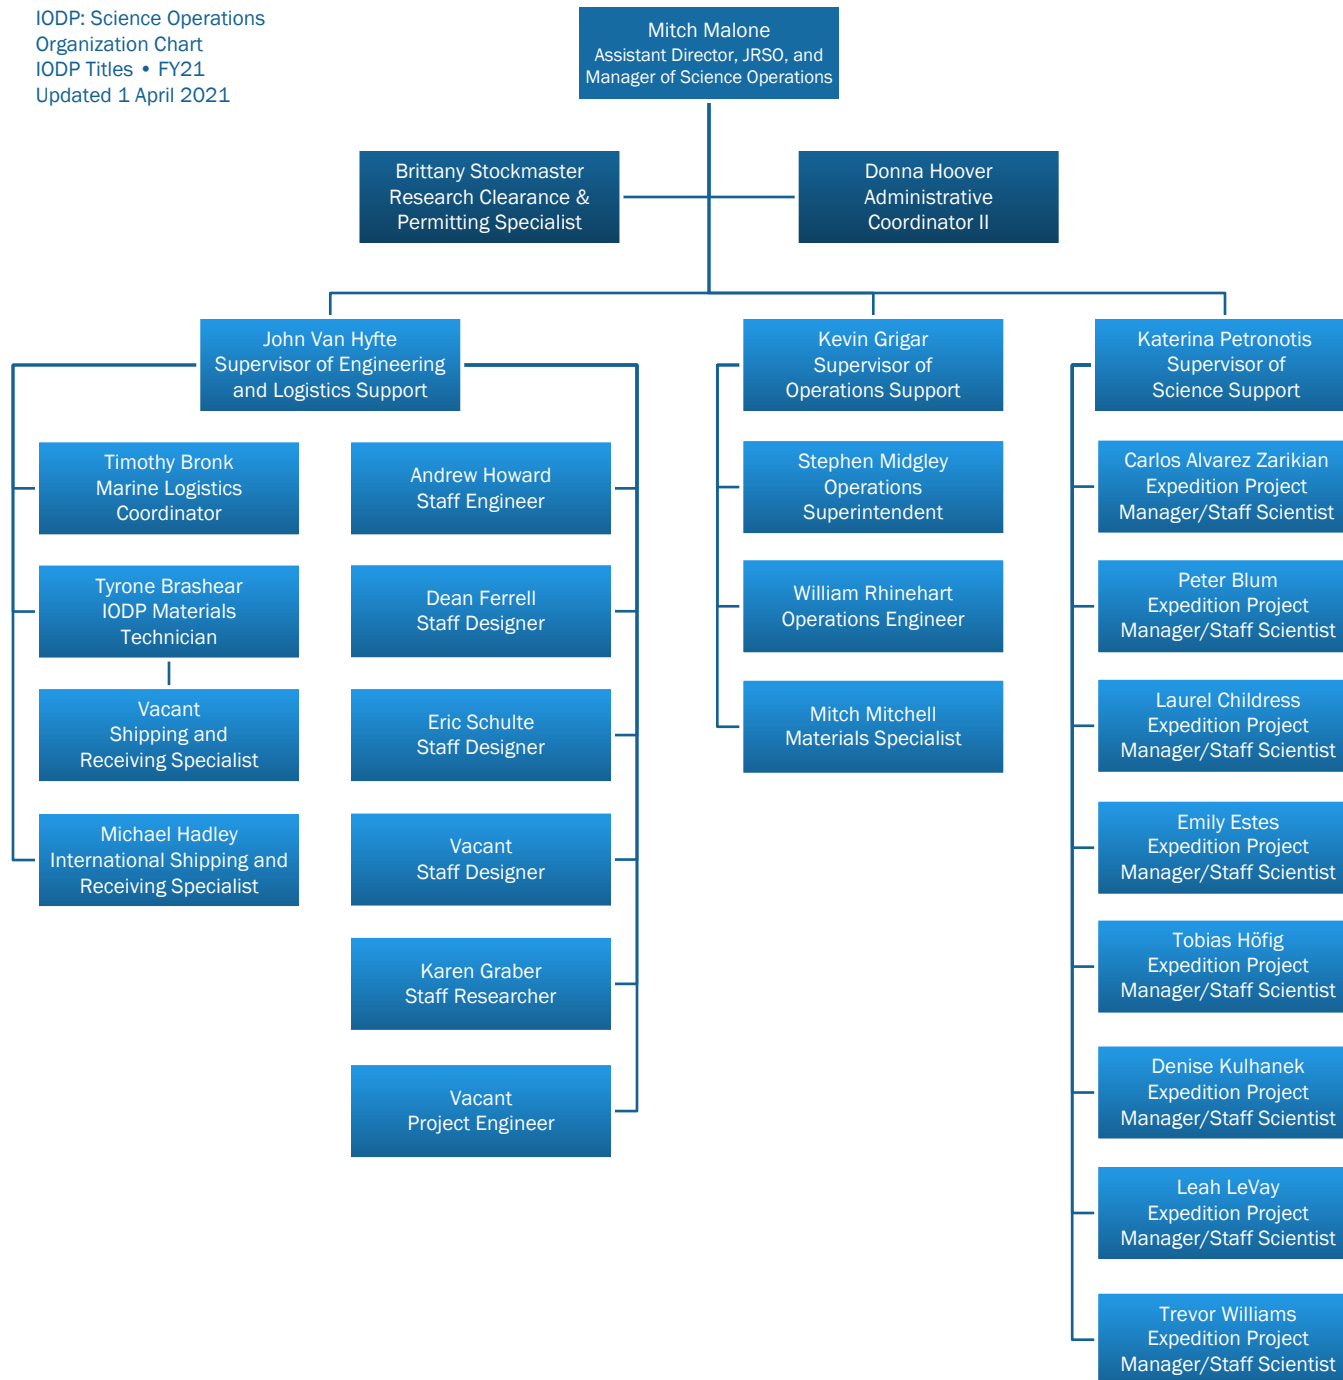 IODP: Science Operations
Organization Chart
IODP Titles • FY21
Updated 1 April 2021
Mitch Malone
Assistant Director, JRSO, and
Manager of Science Operations
Brittany Stockmaster
Research Clearance &
Permitting Specialist
Donna Hoover
Administrative
Coordinator II
John Van Hyfte
Supervisor of Engineering
and Logistics Support
Timothy Bronk
Marine Logistics
Coordinator
Tyrone Brashear
IODP Materials
Technician
Vacant
Shipping and
Receiving Specialist
Michael Hadley
International Shipping and
Receiving Specialist
Andrew Howard
Staff Engineer
Dean Ferrell
Staff Designer
Eric Schulte
Staff Designer
Vacant
Staff Designer
Karen Graber
Staff Researcher
Vacant
Project Engineer
Kevin Grigar
Supervisor of
Operations Support
Stephen Midgley
Operations
Superintendent
William Rhinehart
Operations Engineer
Mitch Mitchell
Materials Specialist
Katerina Petronotis
Supervisor of
Science Support
Carlos Alvarez Zarikian
Expedition Project
Manager/Staff Scientist
Peter Blum
Expedition Project
Manager/Staff Scientist
Laurel Childress
Expedition Project
Manager/Staff Scientist
Emily Estes
Expedition Project
Manager/Staff Scientist
Tobias Höfig
Expedition Project
Manager/Staff Scientist
Denise Kulhanek
Expedition Project
Manager/Staff Scientist
Leah LeVay
Expedition Project
Manager/Staff Scientist
Trevor Williams
Expedition Project
Manager/Staff Scientist